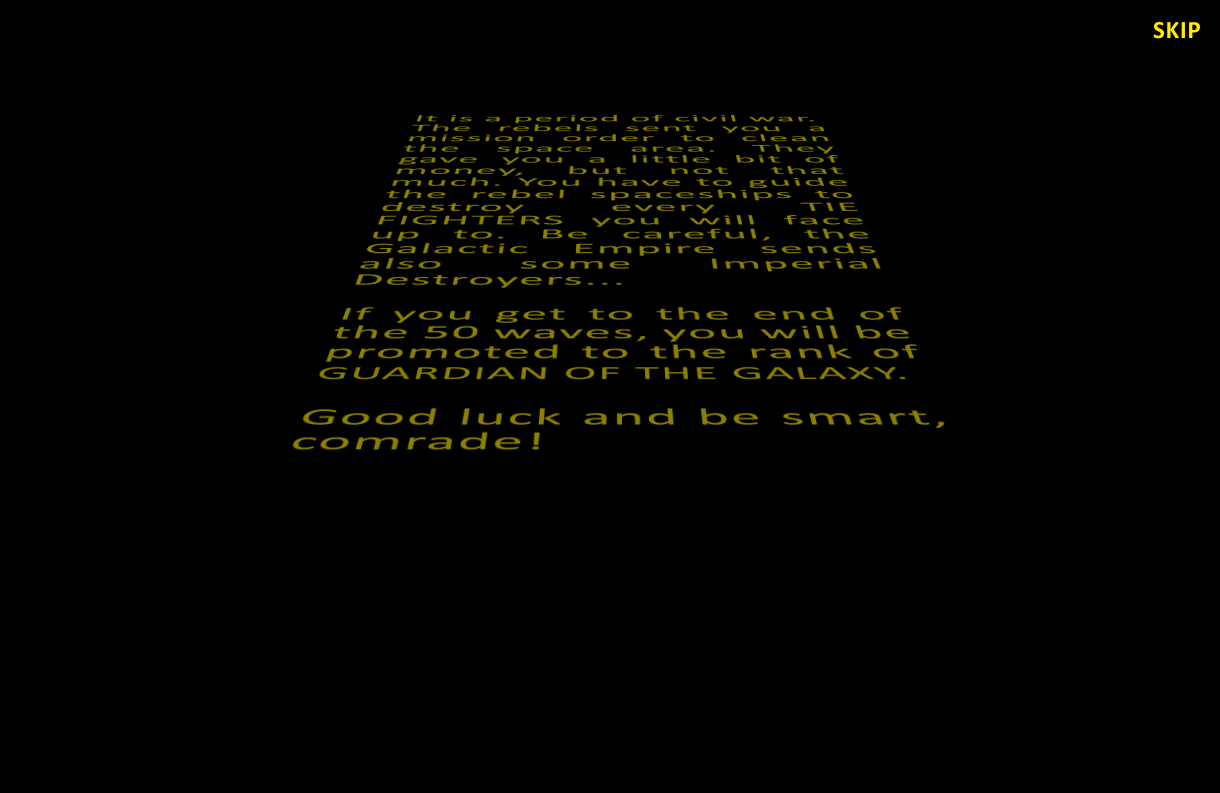 SKIP
It is a period of civil war.
The rebels sent you a
mission order to clean
the space area. They
gave you a little bit of
money, but not that
much. You have to guide
the rebel spaceships to
destroy every TIE
FIGHTERS you will face
up to. Be careful, the
Galactic Empire sends
also some Imperial
Destroyers...
If you get to the end of
the 50 waves, you will be
promoted to the rank of
GUARDIAN OF THE GALAXY.
Good luck and be smart,
comrade!